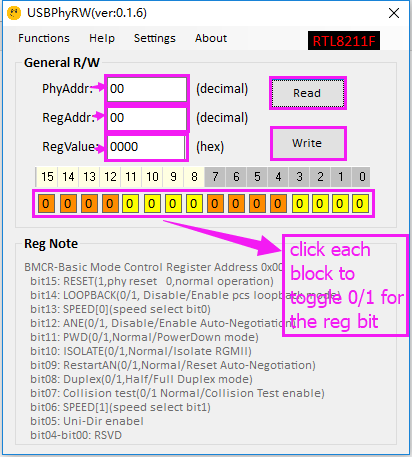 USBPhyRW(ver:0.1.6)
Functions Help Settings About
RTL8211F
General R/W
PhyAddr: 00 (decimal) Read
RegAddr: 00 (decimal)
RegValue: 0000 (hex) Write
15 14 13 12 11 10 9 8 7 6 5 4 3 2 1 0
0 0 0 0 0 0 0 0 0 0 0 0 0 0 0 0
click each
block to
toggle 0/1 for
the reg bit
Reg Note
BMCR-Basic Mode Control Register Address 0x00
bit15: RESET(1,phy reset 0,normal operation)
bit14: LOOPBACK(0/1, Disable/Enable pcs loopback mode)
bit13: SPEED[0](speed select bit0)
bit12: ANE(0/1, Disable/Enable Auto-Negotiation)
bit11: PWD(0/1,Normal/PowerDown mode)
bit10: ISOLATE(0/1,Normal/Isolate RGMII)
bit09: RestartAN(0/1,Normal/Reset Auto-Negotiation)
bit08: Duplex(0/1,Half/Full Duplex mode)
bit07: Collision test(0/1 Normal/Collision Test enable)
bit06: SPEED[1](speed select bit1)
bit05: Uni-Dir enabel
bit04-bit00: RSVD